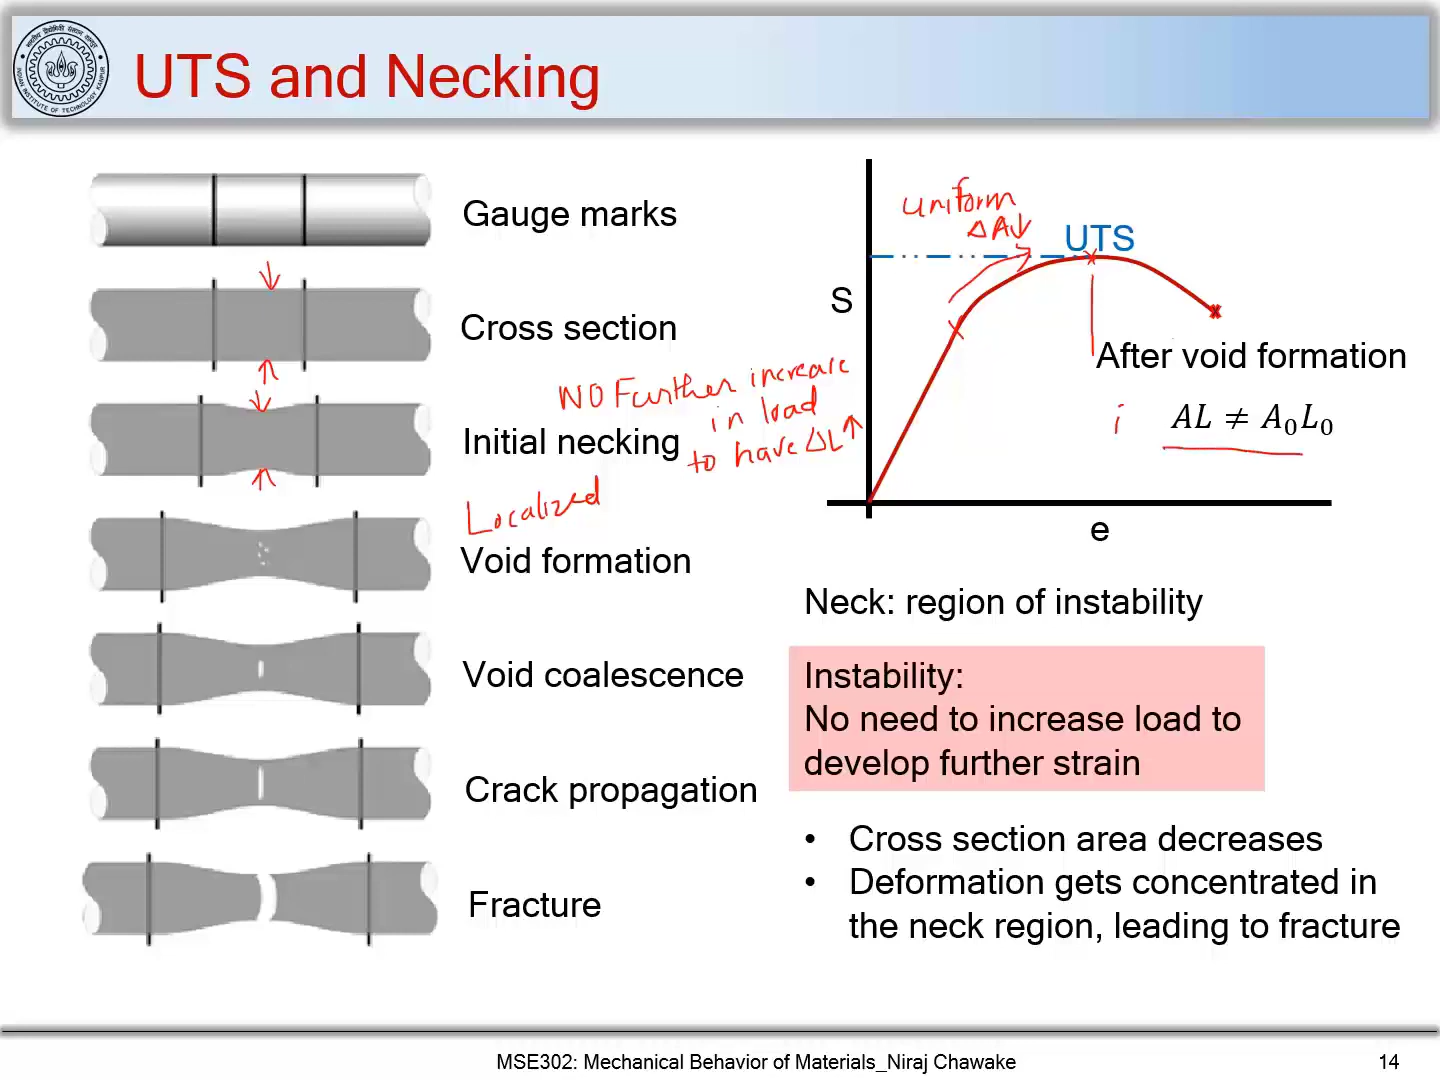 UTS and Necking
Gauge marks
Cross section
Initial necking
Localized
Void formation
Void coalescence
Crack propagation
Fracture
NO Further increase
in load
to have ΔL↑
uniform
ΔA↓
UTS
S
e
After void formation
i
AL ≠ A₀L₀
Neck: region of instability
Instability:
No need to increase load to
develop further strain
• Cross section area decreases
• Deformation gets concentrated in
the neck region, leading to fracture
MSE302: Mechanical Behavior of Materials_Niraj Chawake
14